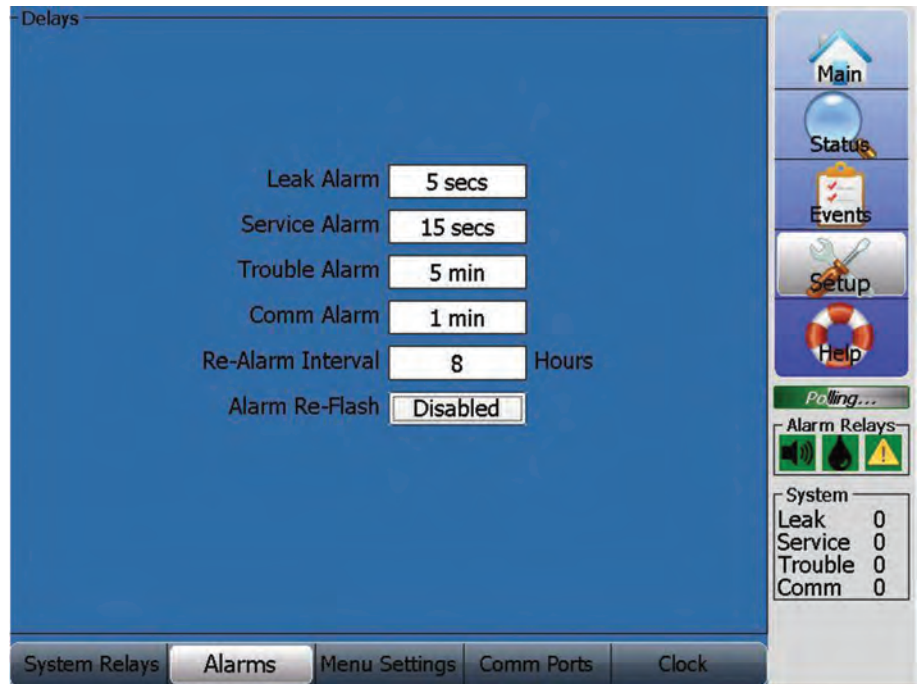 Delays
Leak Alarm 5 secs
Service Alarm 15 secs
Trouble Alarm 5 min
Comm Alarm 1 min
Re-Alarm Interval 8 Hours
Alarm Re-Flash Disabled
Main
Status
Events
Setup
Help
Polling...
Alarm Relays
System
Leak 0
Service 0
Trouble 0
Comm 0
System Relays Alarms Menu Settings Comm Ports Clock